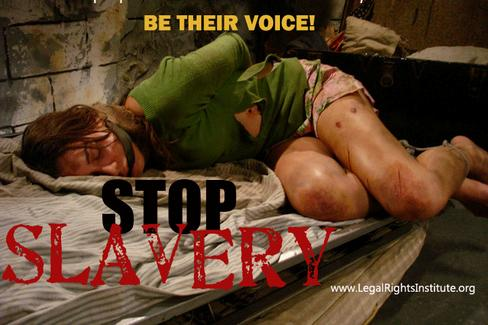 BE THEIR VOICE!
STOP
SLAVERY
www.LegalRightsInstitute.org